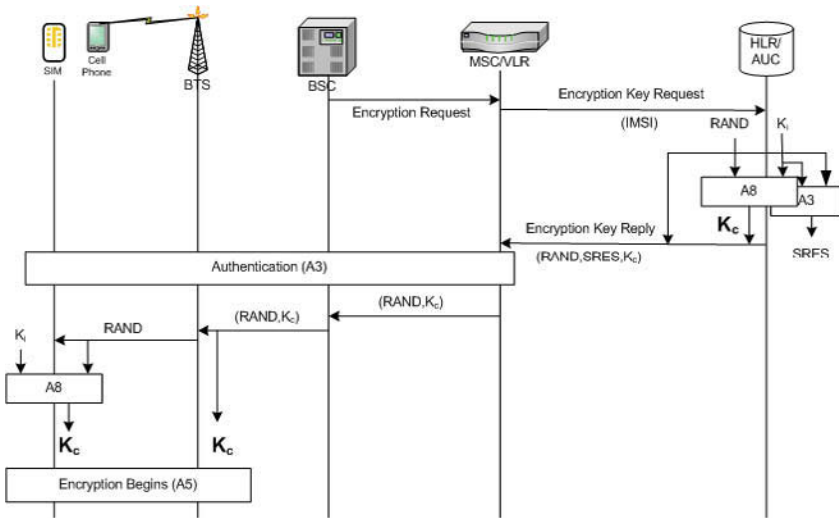 SIM
Cell
Phone
BTS
BSC
MSC/VLR
HLR/
AUC
Encryption Request
Encryption Key Request
(IMSI)
RAND
Ki
A8
A3
Kc
SRES
Encryption Key Reply
(RAND,SRES,Kc)
Authentication (A3)
(RAND,Kc)
(RAND,Kc)
RAND
Ki
A8
Kc
Kc
Encryption Begins (A5)